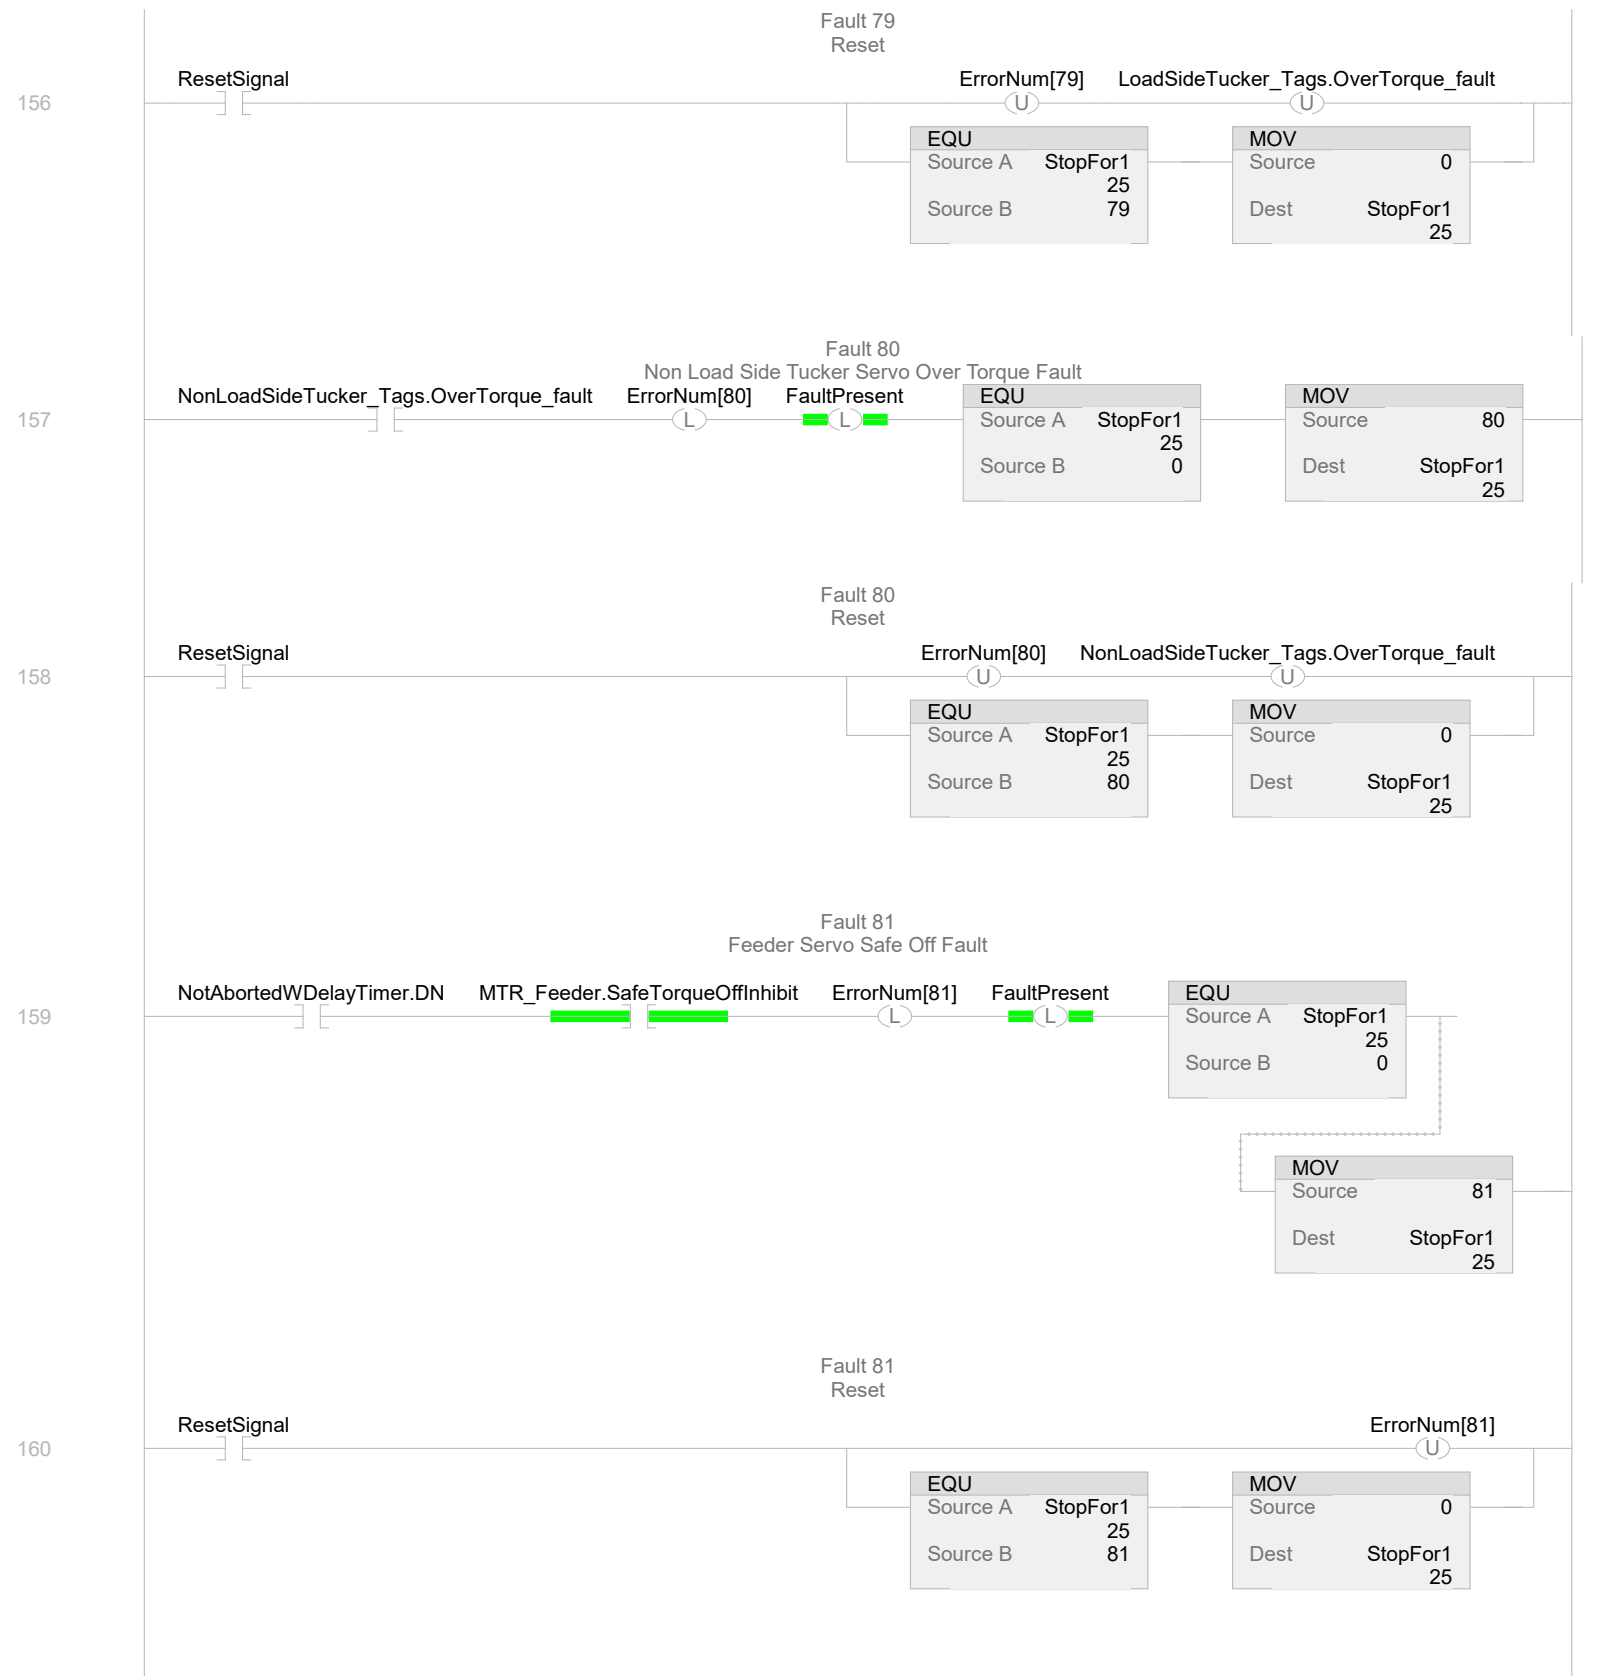 Fault 79
Reset
ResetSignal
ErrorNum[79]
LoadSideTucker_Tags.OverTorque_fault
156
U
U
EQU
Source A StopFor1
25
Source B 79
MOV
Source 0
Dest StopFor1
25
Fault 80
Non Load Side Tucker Servo Over Torque Fault
NonLoadSideTucker_Tags.OverTorque_fault
ErrorNum[80]
FaultPresent
157
L
L
EQU
Source A StopFor1
25
Source B 0
MOV
Source 80
Dest StopFor1
25
Fault 80
Reset
ResetSignal
ErrorNum[80]
NonLoadSideTucker_Tags.OverTorque_fault
158
U
U
EQU
Source A StopFor1
25
Source B 80
MOV
Source 0
Dest StopFor1
25
Fault 81
Feeder Servo Safe Off Fault
NotAbortedWDelayTimer.DN
MTR_Feeder.SafeTorqueOffInhibit
ErrorNum[81]
FaultPresent
159
L
L
EQU
Source A StopFor1
25
Source B 0
MOV
Source 81
Dest StopFor1
25
Fault 81
Reset
ResetSignal
ErrorNum[81]
160
U
EQU
Source A StopFor1
25
Source B 81
MOV
Source 0
Dest StopFor1
25